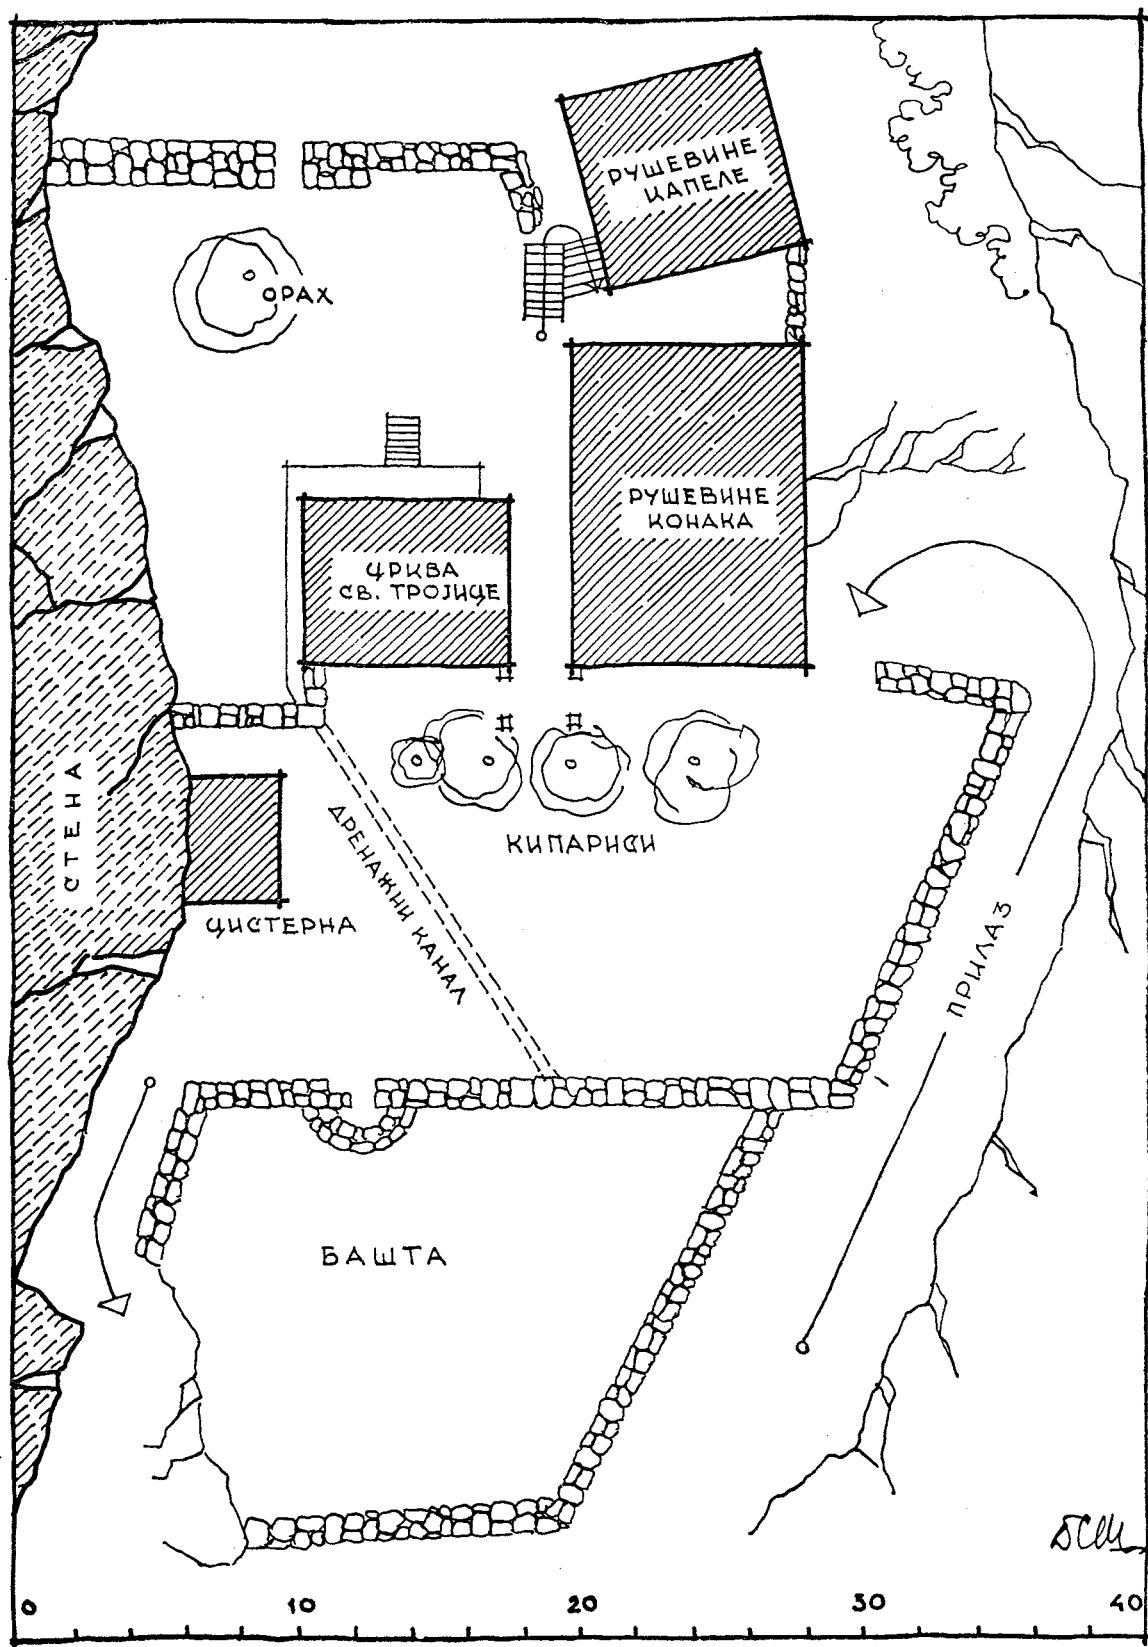 РУШЕВИНЕ
КАПЕЛЕ
ОРАХ
РУШЕВИНЕ
КОНАКА
ЦРКВА
СВ. ТРОЈИЦЕ
СТЕНА
ДРЕНАЖНИ КАНАЛ
КИПАРИСИ
ЦИСТЕРНА
ПРИЛАЗ
БАШТА
0 10 20 30 40